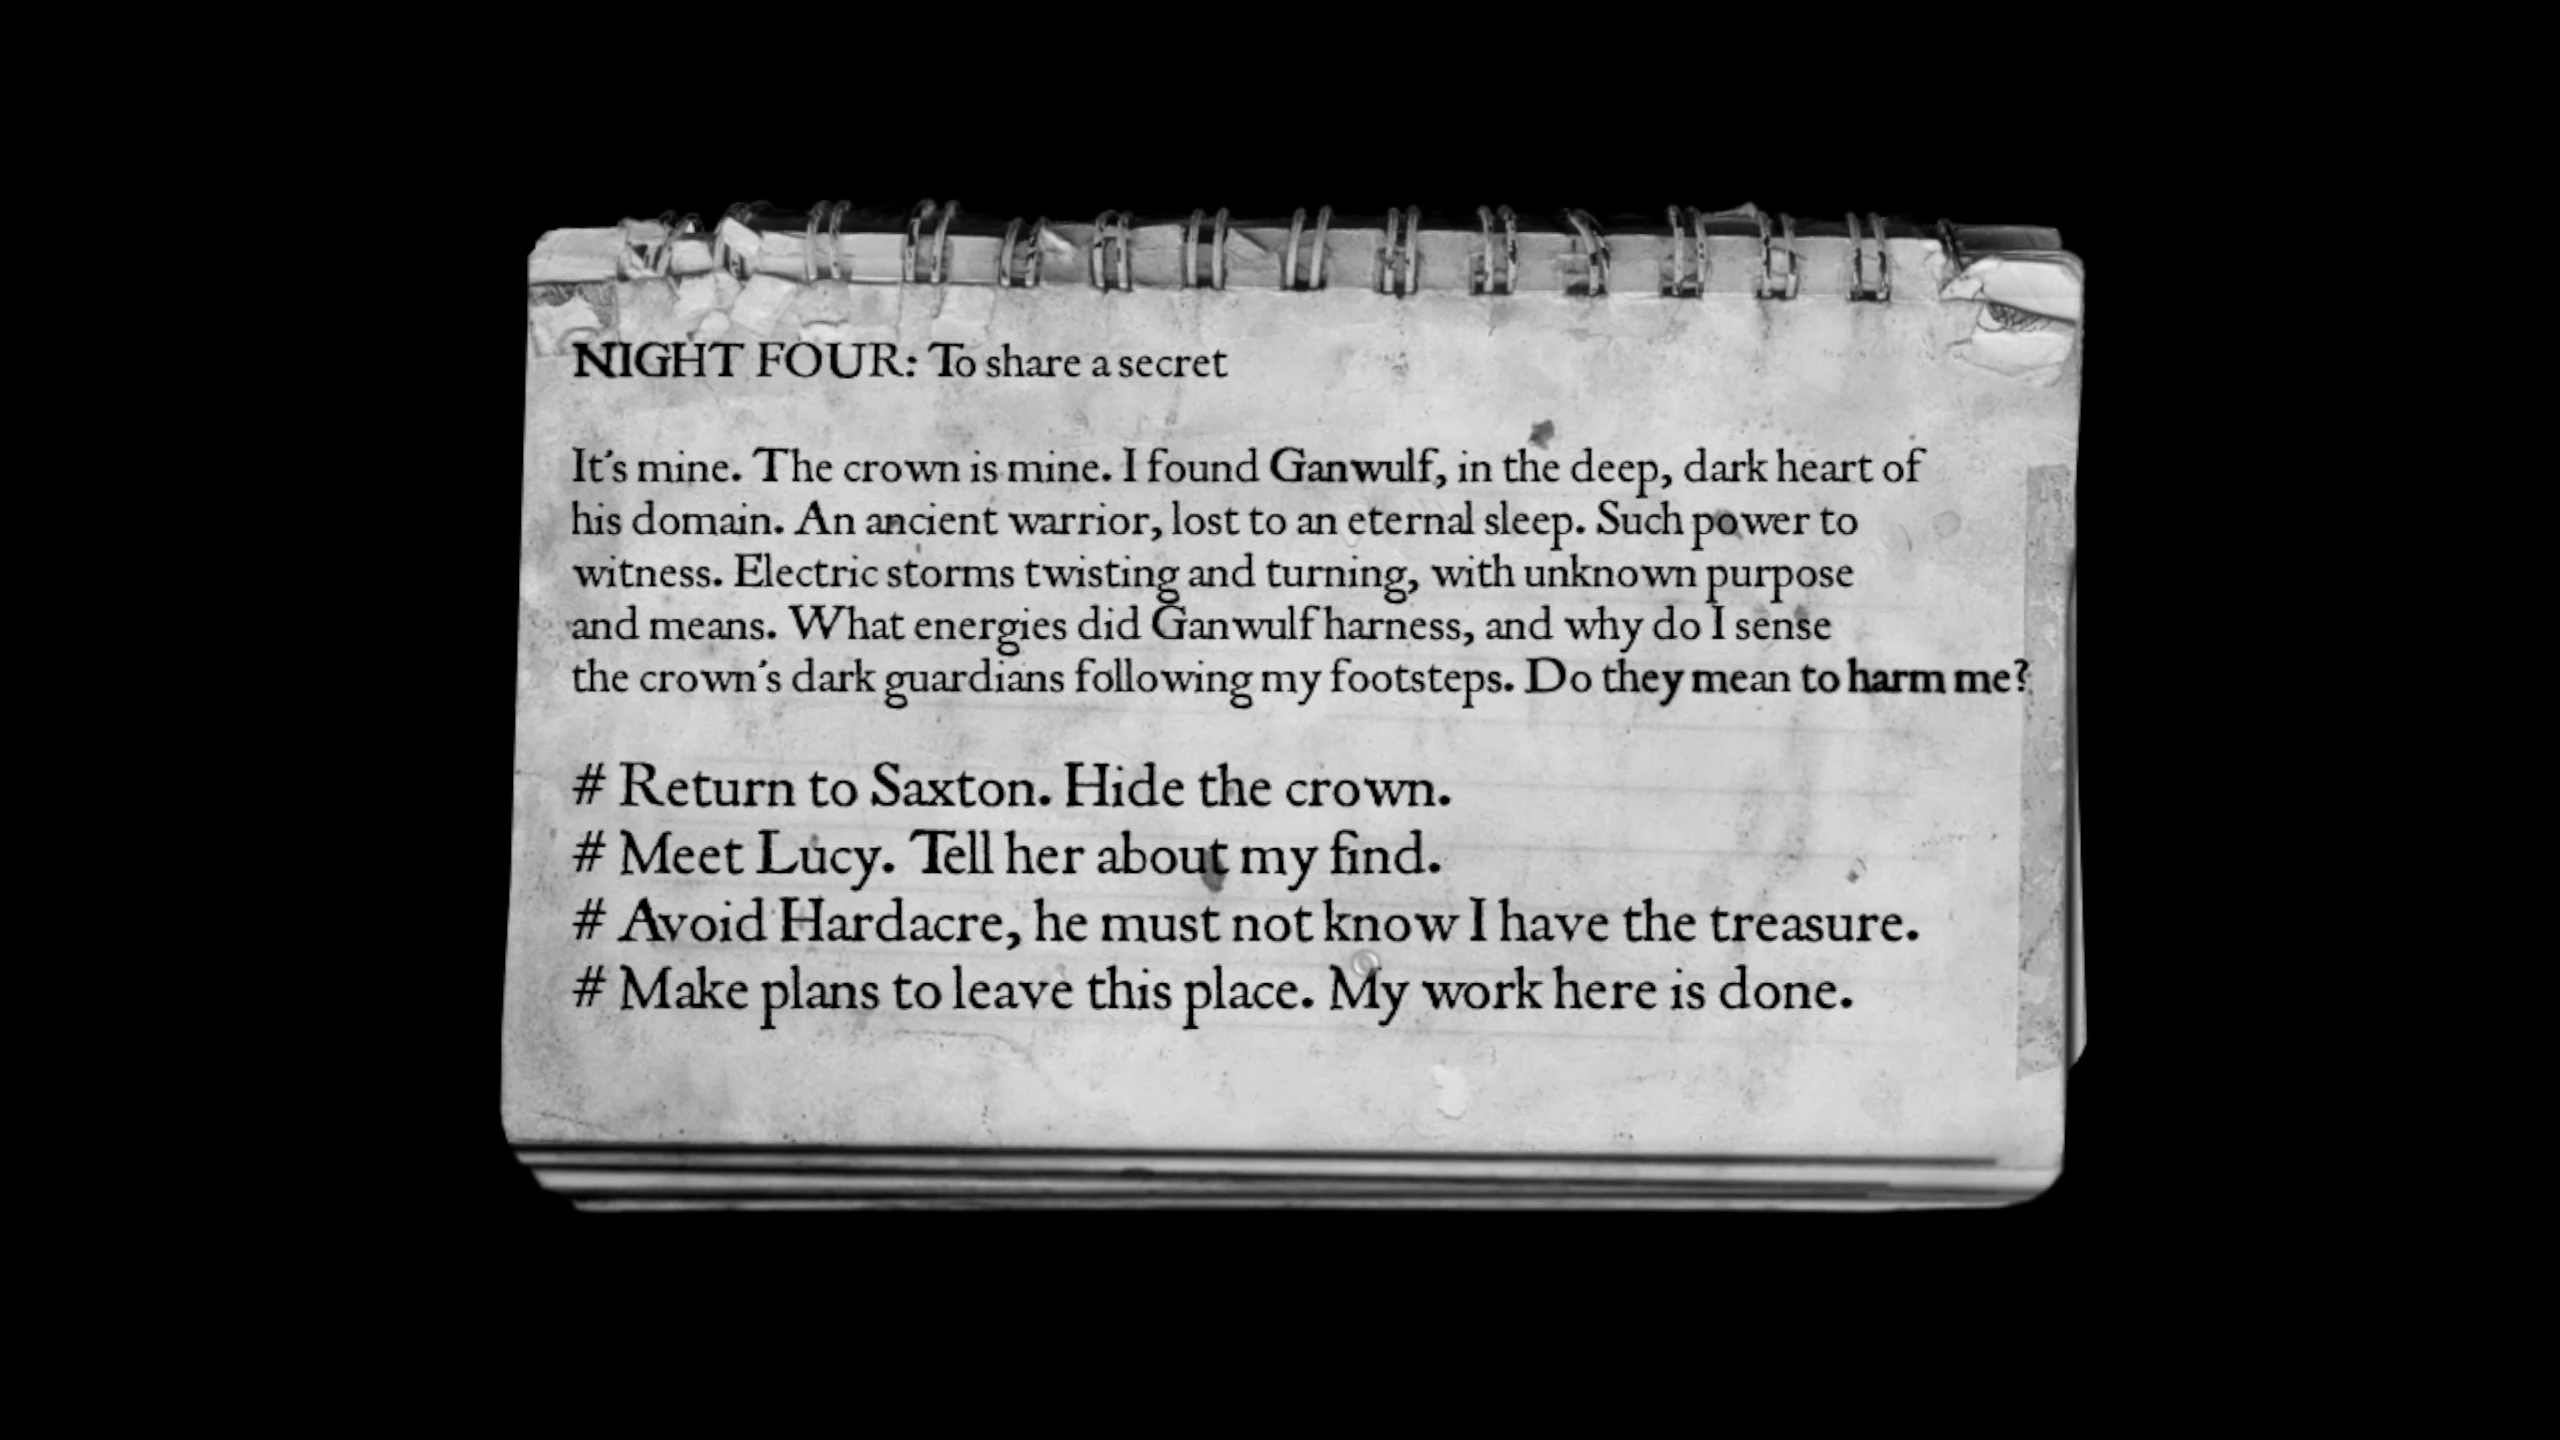 NIGHT FOUR: To share a secret
It's mine. The crown is mine. I found Ganwulf, in the deep, dark heart of
his domain. An ancient warrior, lost to an eternal sleep. Such power to
witness. Electric storms twisting and turning, with unknown purpose
and means. What energies did Ganwulf harness, and why do I sense
the crown's dark guardians following my footsteps. Do they mean to harm me?
# Return to Saxton. Hide the crown.
# Meet Lucy. Tell her about my find.
# Avoid Hardacre, he must not know I have the treasure.
# Make plans to leave this place. My work here is done.